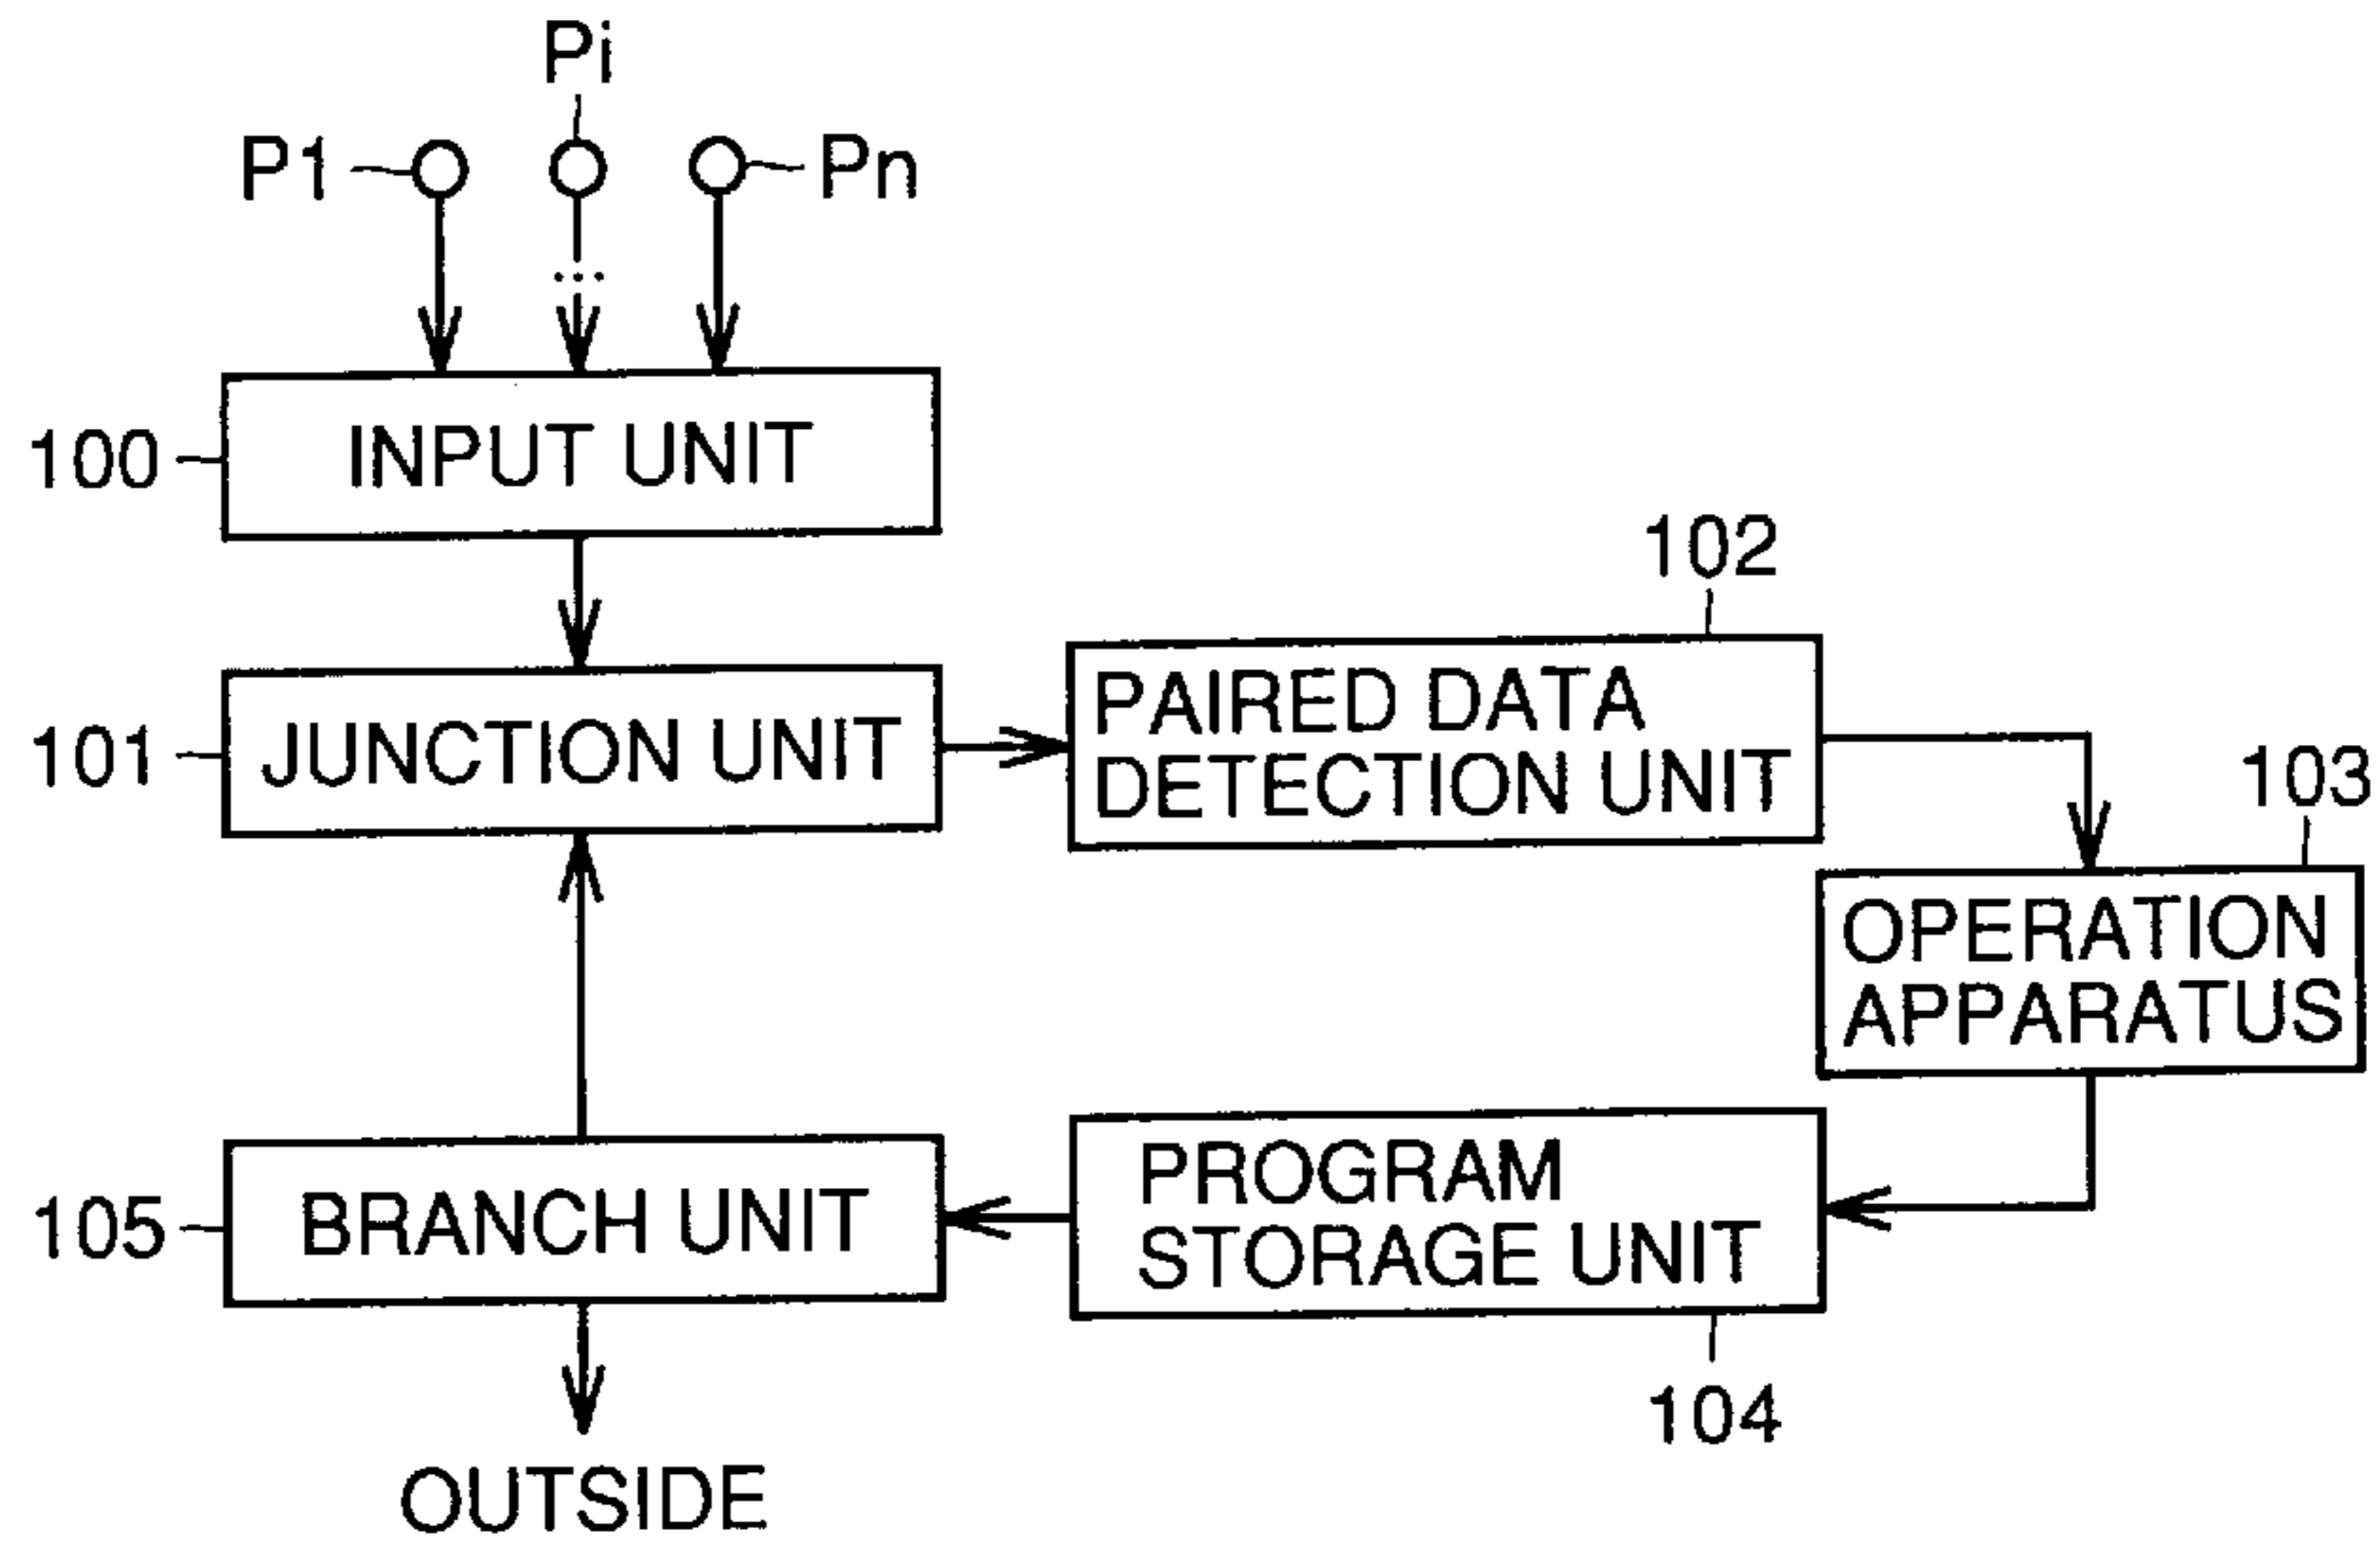 Pi
P1
Pn
...
100
INPUT UNIT
102
101
JUNCTION UNIT
PAIRED DATA
DETECTION UNIT
103
OPERATION
APPARATUS
105
BRANCH UNIT
PROGRAM
STORAGE UNIT
104
OUTSIDE